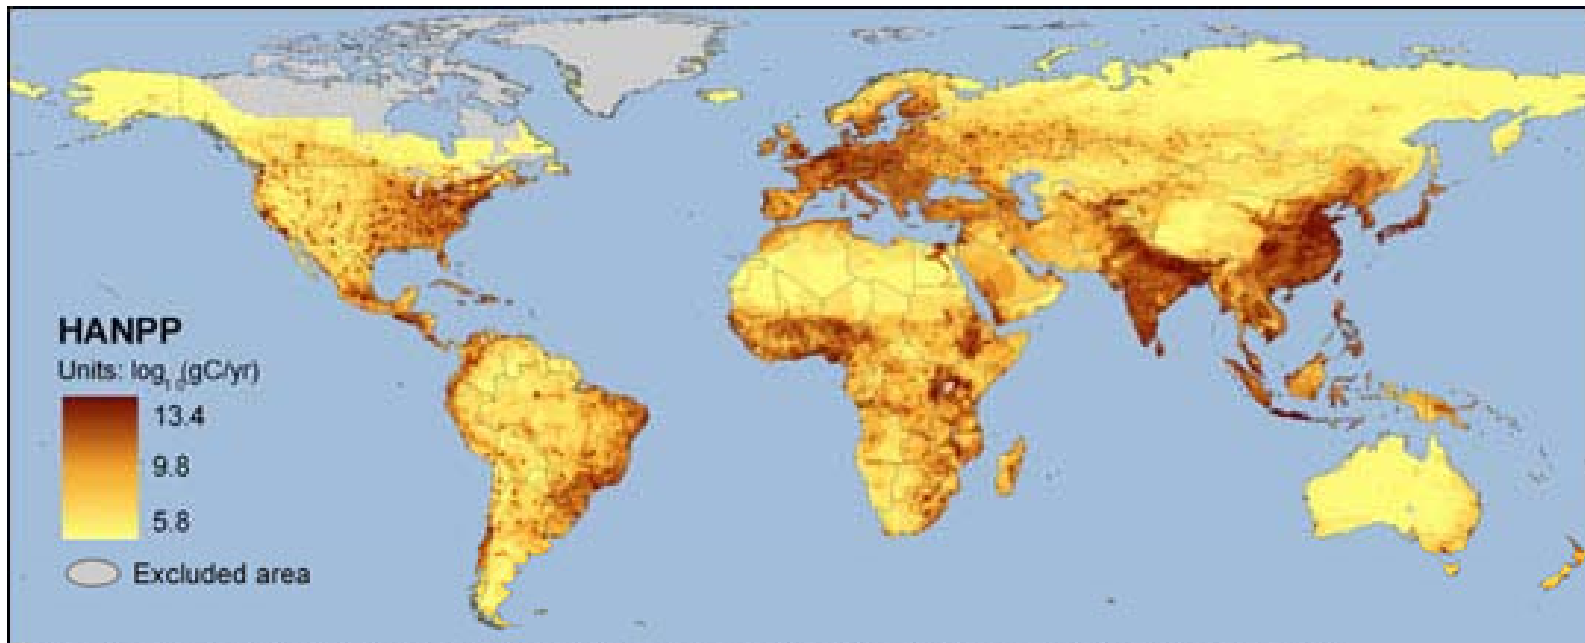 HANPP
Units: log₁₀(gC/yr)
13.4
9.8
5.8
Excluded area